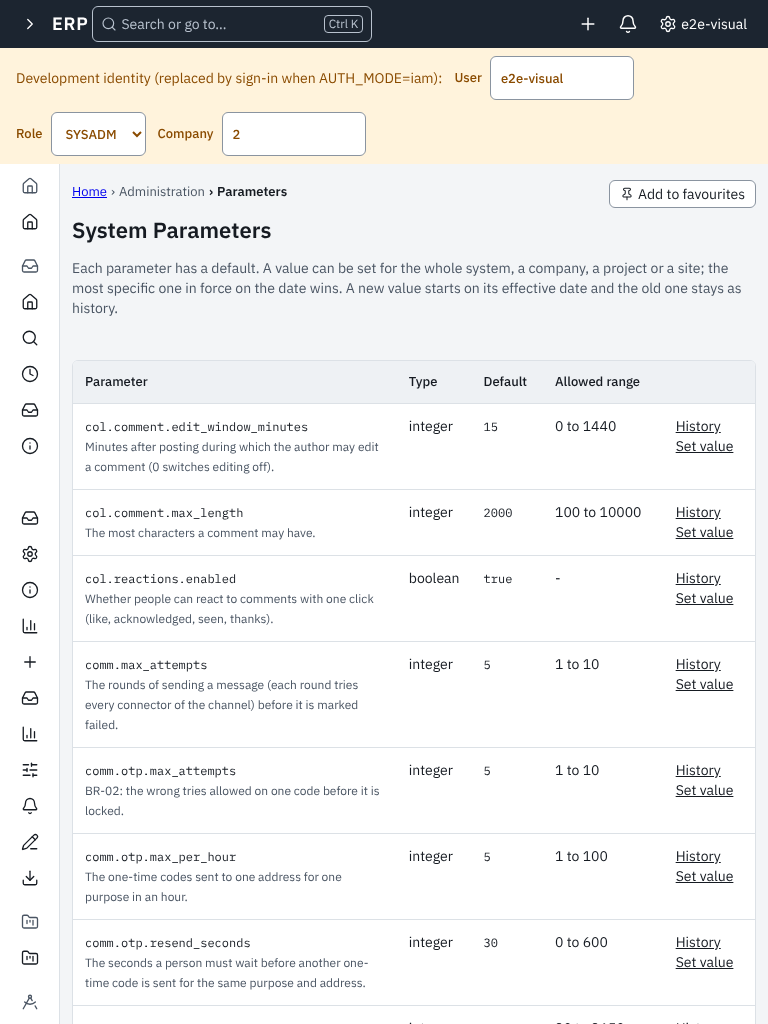 ERP
Search or go to...
Ctrl K
e2e-visual
Development identity (replaced by sign-in when AUTH_MODE=iam):
User
e2e-visual
Role
SYSADM
Company
2
Home › Administration › Parameters
Add to favourites
System Parameters
Each parameter has a default. A value can be set for the whole system, a company, a project or a site; the
most specific one in force on the date wins. A new value starts on its effective date and the old one stays as
history.
Parameter Type Default Allowed range
col.comment.edit_window_minutes integer 15 0 to 1440 History
Minutes after posting during which the author may edit Set value
a comment (0 switches editing off).
col.comment.max_length integer 2000 100 to 10000 History
The most characters a comment may have. Set value
col.reactions.enabled boolean true - History
Whether people can react to comments with one click Set value
(like, acknowledged, seen, thanks).
comm.max_attempts integer 5 1 to 10 History
The rounds of sending a message (each round tries Set value
every connector of the channel) before it is marked
failed.
comm.otp.max_attempts integer 5 1 to 10 History
BR-02: the wrong tries allowed on one code before it is Set value
locked.
comm.otp.max_per_hour integer 5 1 to 100 History
The one-time codes sent to one address for one Set value
purpose in an hour.
comm.otp.resend_seconds integer 30 0 to 600 History
The seconds a person must wait before another one- Set value
time code is sent for the same purpose and address.